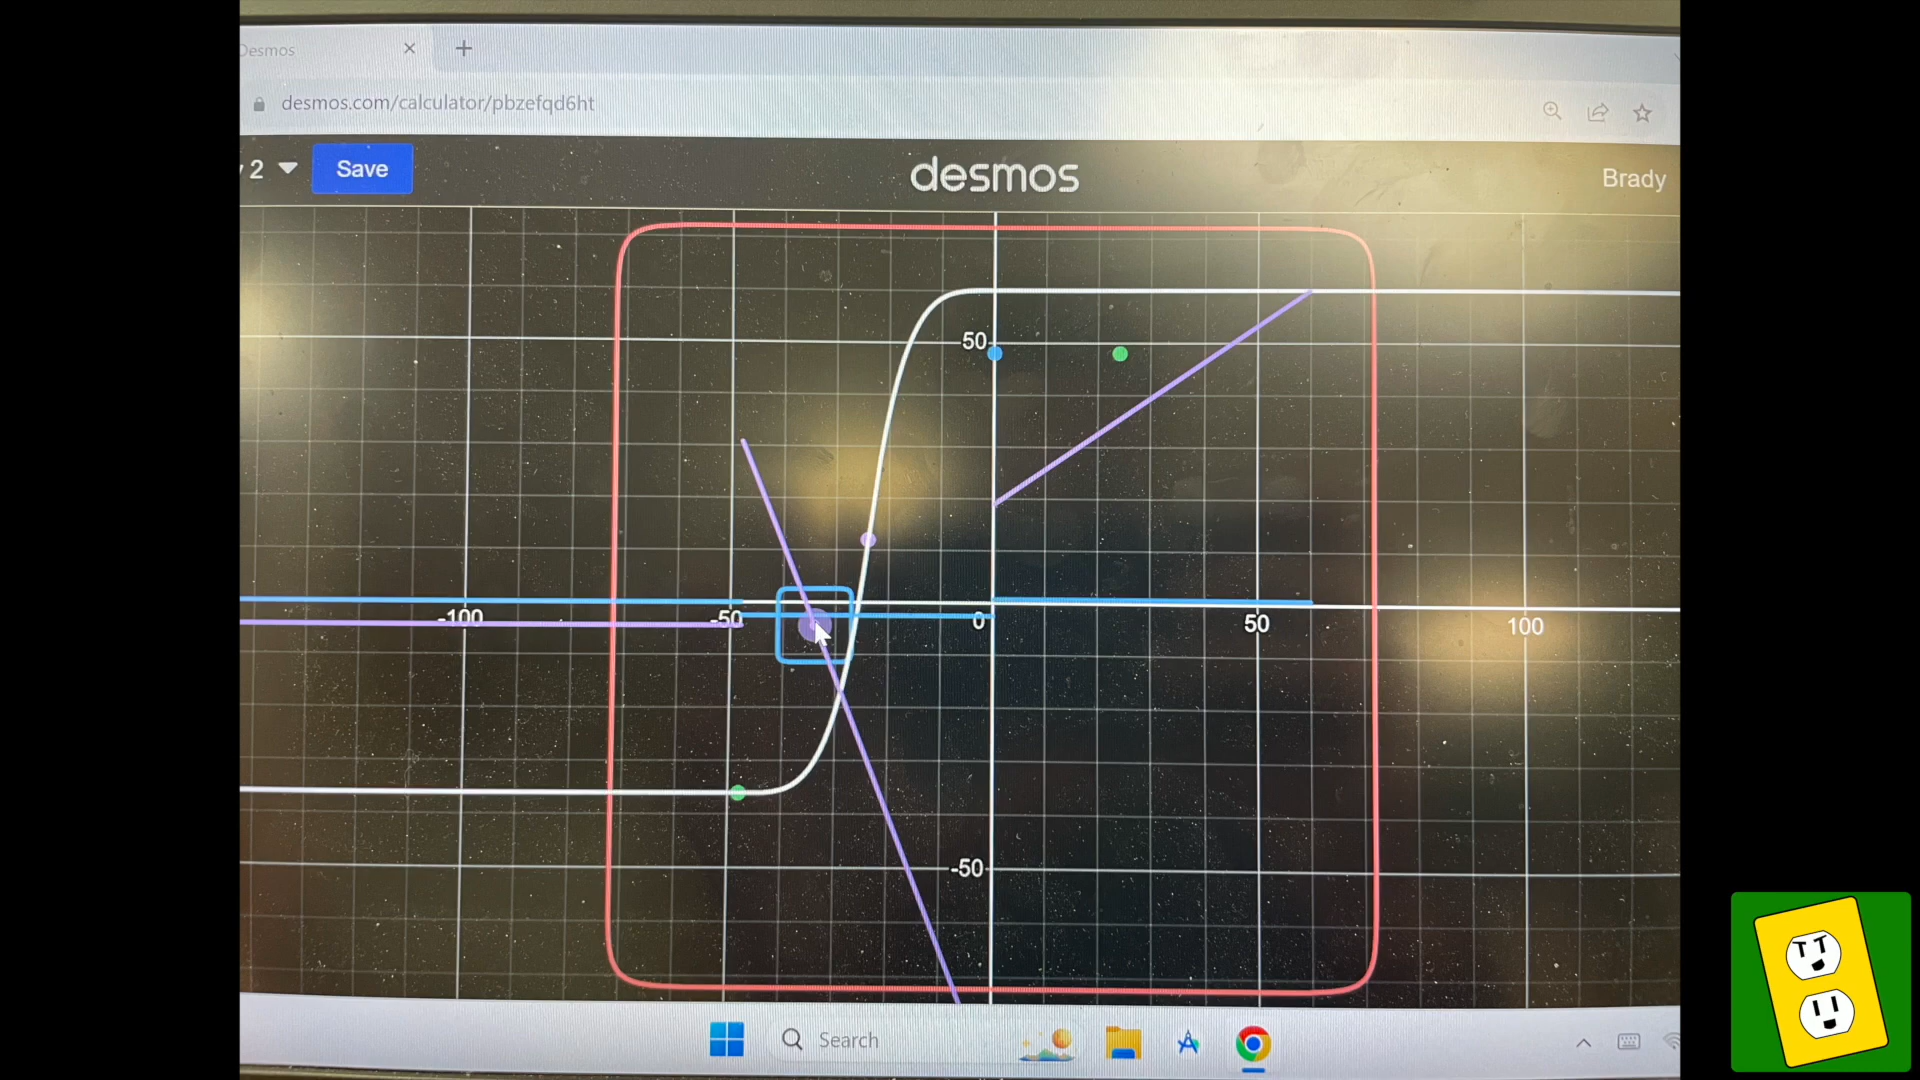 Desmos
desmos.com/calculator/pbzefqd6ht
2 Save desmos Brady
50
-100 -50 0 50 100
-50
Search